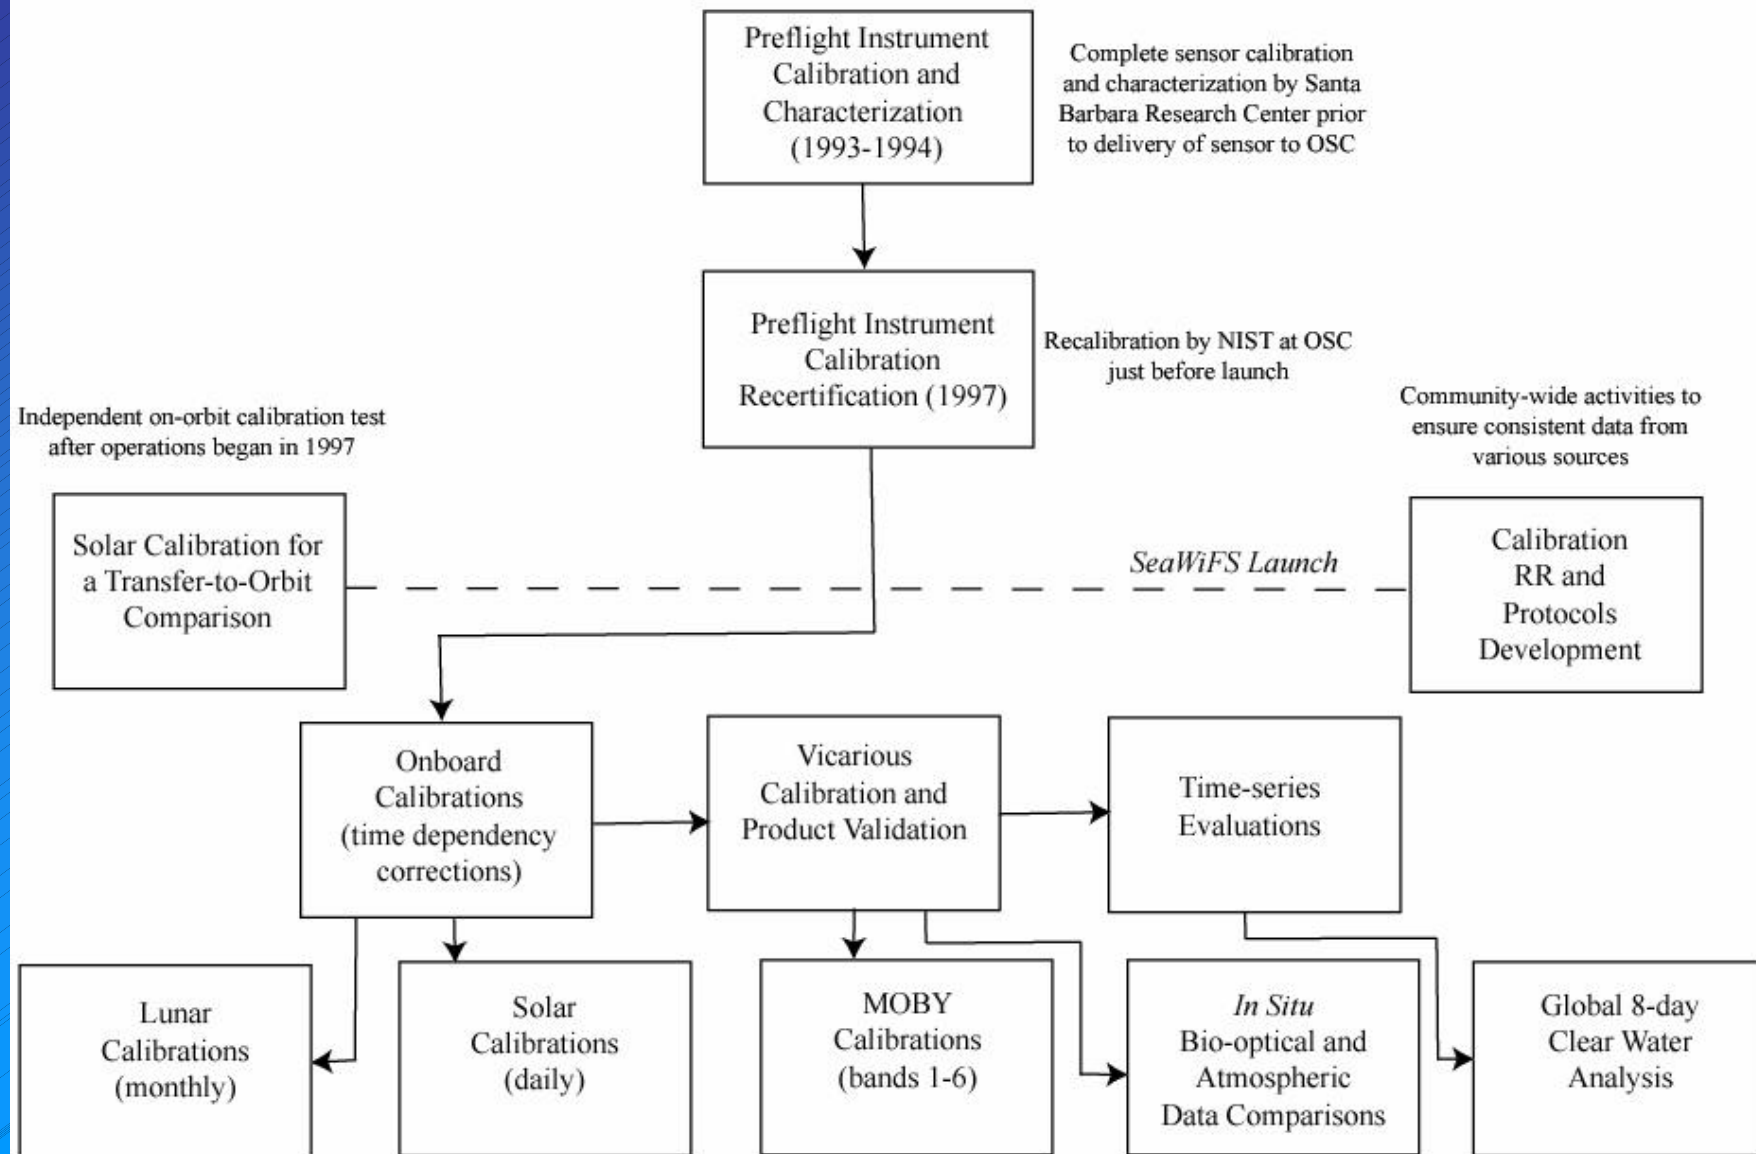 Preflight Instrument
Calibration and
Characterization
(1993-1994)
Complete sensor calibration
and characterization by Santa
Barbara Research Center prior
to delivery of sensor to OSC
Preflight Instrument
Calibration
Recertification (1997)
Recalibration by NIST at OSC
just before launch
Independent on-orbit calibration test
after operations began in 1997
Community-wide activities to
ensure consistent data from
various sources
Solar Calibration for
a Transfer-to-Orbit
Comparison
SeaWiFS Launch
Calibration
RR and
Protocols
Development
Onboard
Calibrations
(time dependency
corrections)
Vicarious
Calibration and
Product Validation
Time-series
Evaluations
Lunar
Calibrations
(monthly)
Solar
Calibrations
(daily)
MOBY
Calibrations
(bands 1-6)
In Situ
Bio-optical and
Atmospheric
Data Comparisons
Global 8-day
Clear Water
Analysis